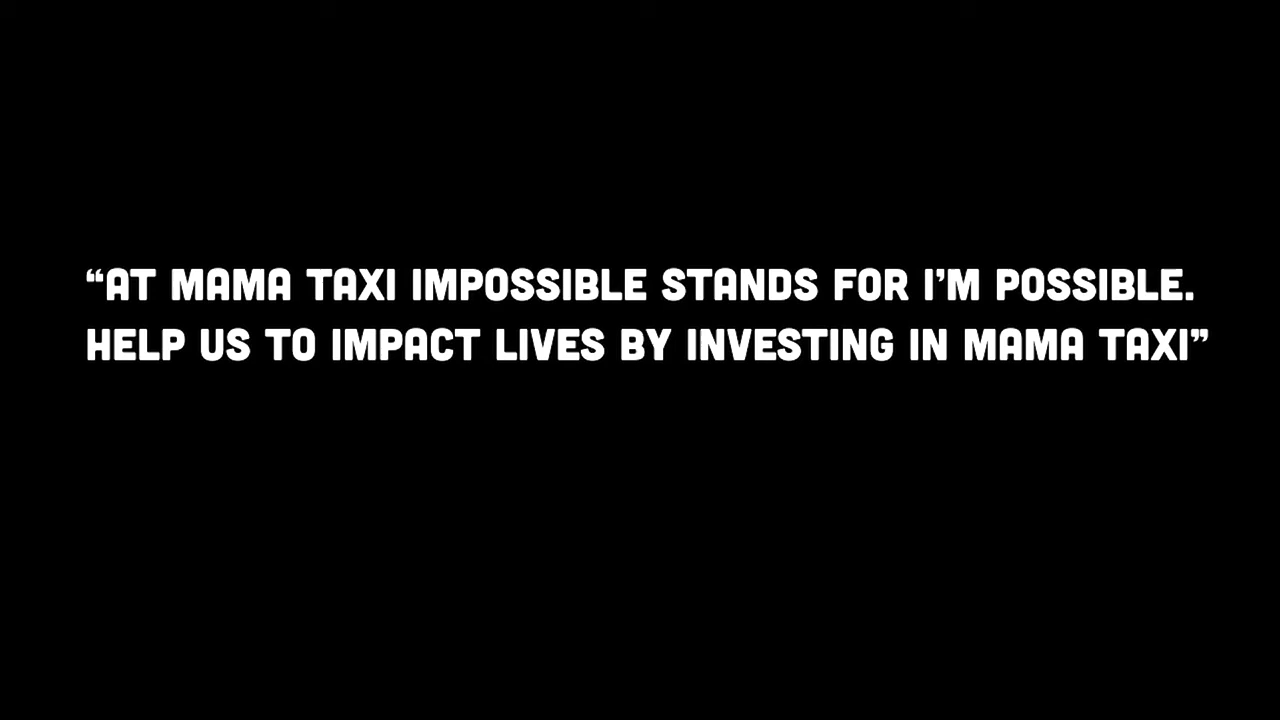 “AT MAMA TAXI IMPOSSIBLE STANDS FOR I’M POSSIBLE.
HELP US TO IMPACT LIVES BY INVESTING IN MAMA TAXI”